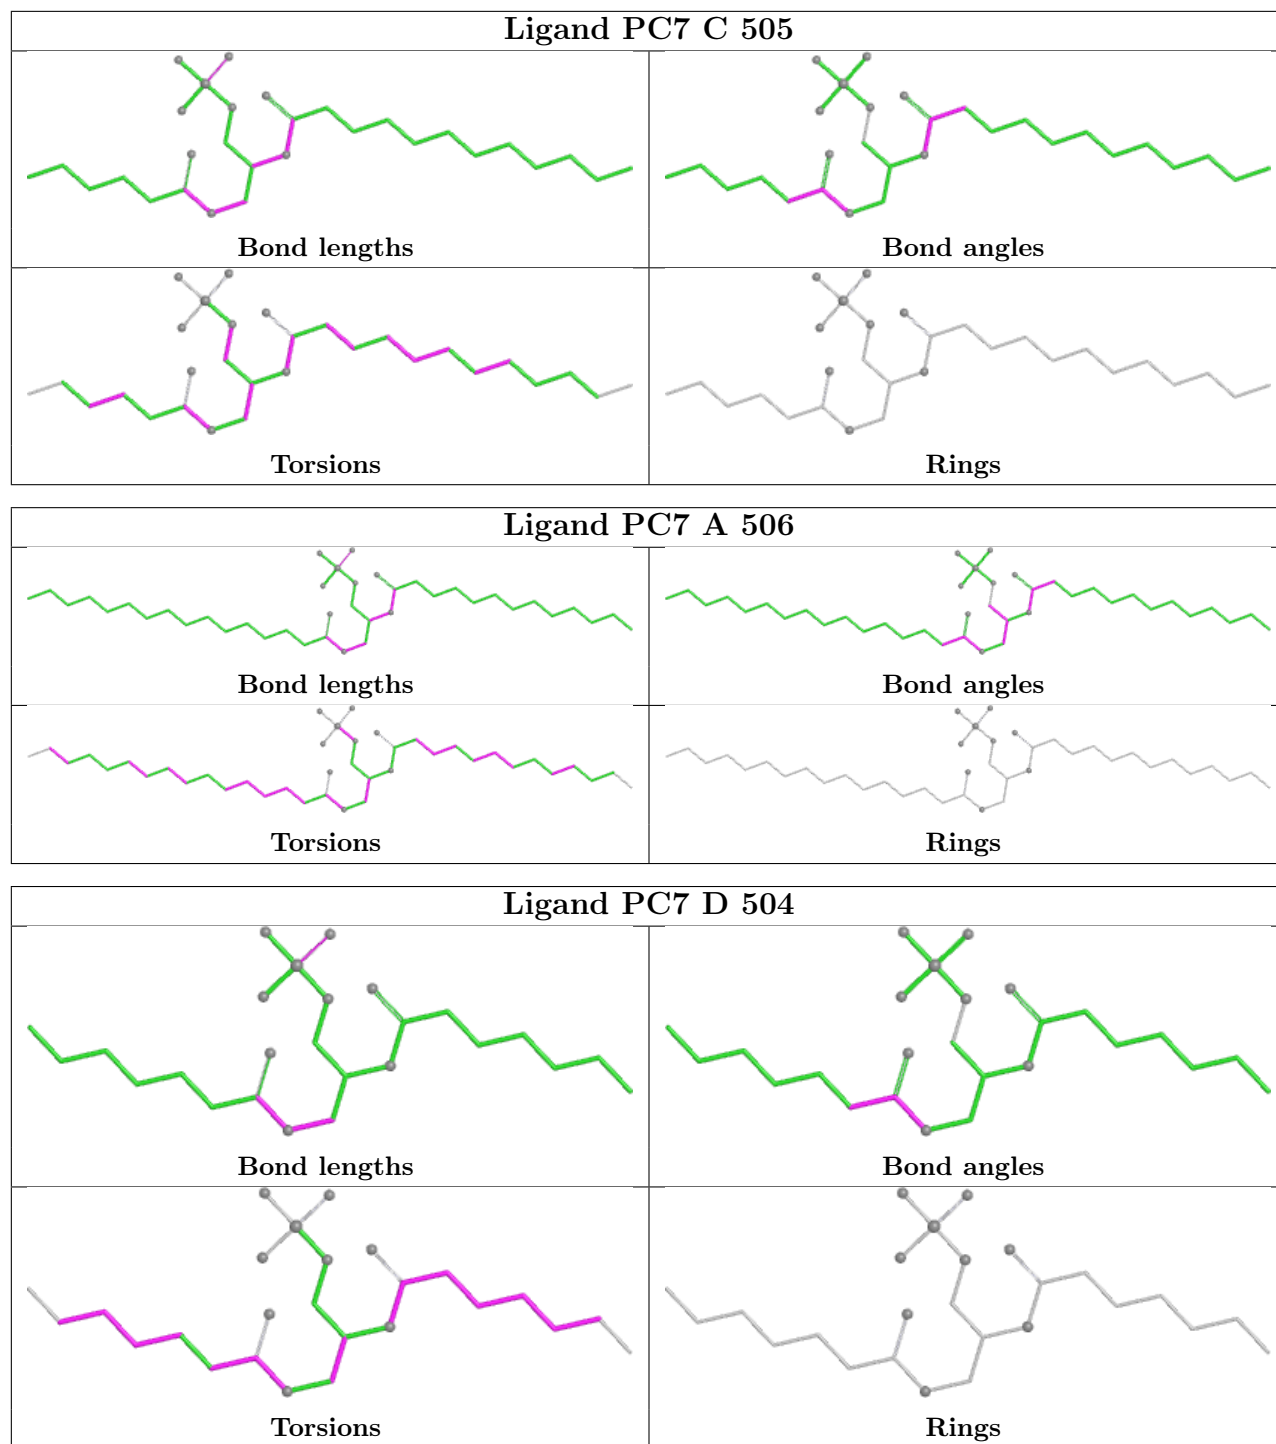 Ligand PC7 C 505
Bond lengths
Bond angles
Torsions
Rings
Ligand PC7 A 506
Bond lengths
Bond angles
Torsions
Rings
Ligand PC7 D 504
Bond lengths
Bond angles
Torsions
Rings